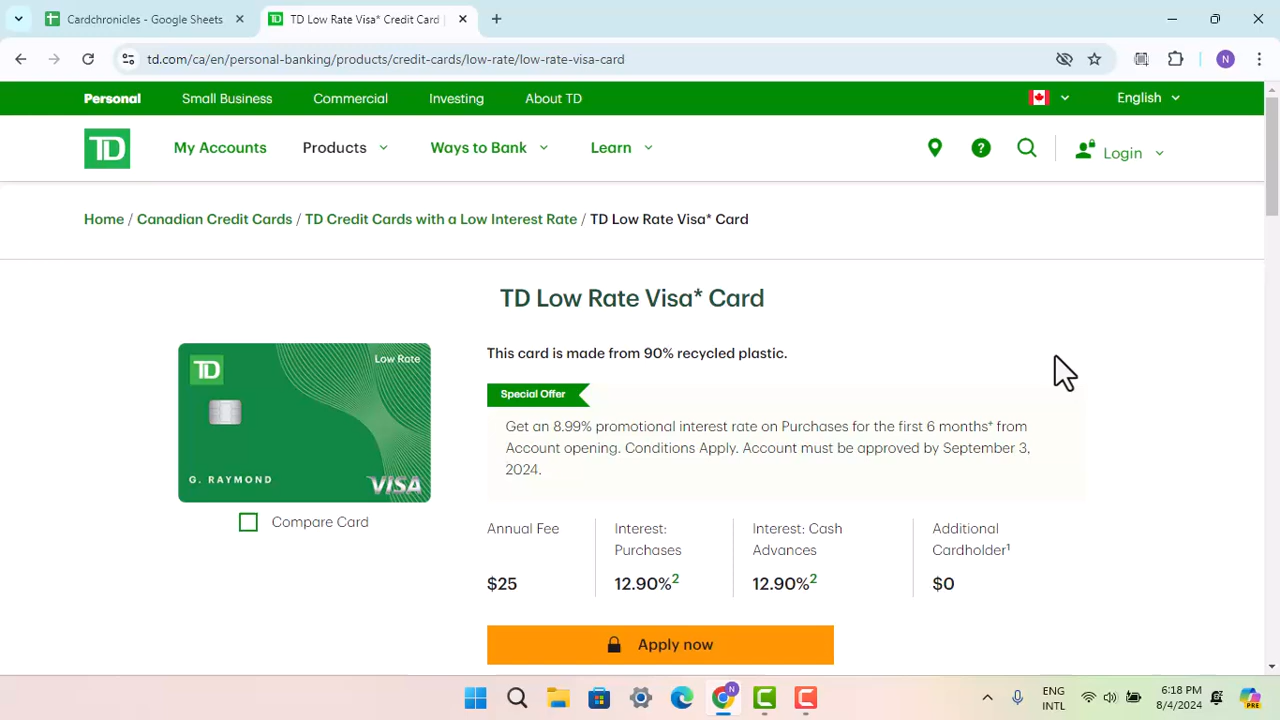 Cardchronicles - Google Sheets
TD Low Rate Visa* Credit Card
td.com/ca/en/personal-banking/products/credit-cards/low-rate/low-rate-visa-card
N
Personal Small Business Commercial Investing About TD English
TD My Accounts Products Ways to Bank Learn ? Login
Home / Canadian Credit Cards / TD Credit Cards with a Low Interest Rate / TD Low Rate Visa* Card
TD Low Rate Visa* Card
This card is made from 90% recycled plastic.
TD
Low Rate
G. RAYMOND
VISA
Compare Card
Special Offer
Get an 8.99% promotional interest rate on Purchases for the first 6 months† from
Account opening. Conditions Apply. Account must be approved by September 3,
2024.
Annual Fee
$25
Interest:
Purchases
12.90%2
Interest: Cash
Advances
12.90%2
Additional
Cardholder1
$0
Apply now
N
ENG
INTL
6:18 PM
8/4/2024
PRE